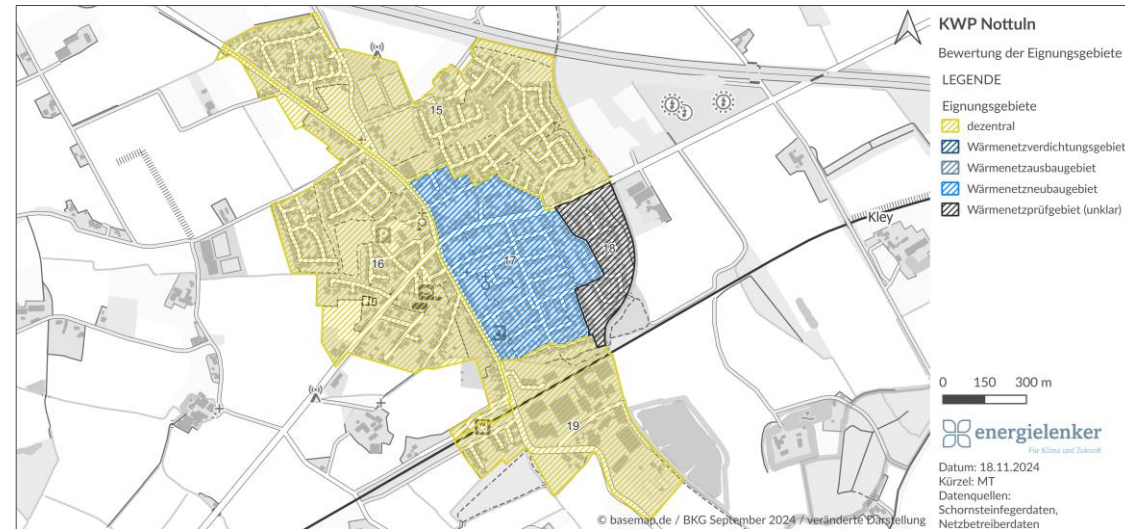 KWP Nottuln
Bewertung der Eignungsgebiete
LEGENDE
Eignungsgebiete
dezentral
Wärmenetzverdichtungsgebiet
Wärmenetzausbaugebiet
Wärmenetzneubaugebiet
Wärmenetzprüfgebiet (unklar)
15
18
Kley
17
16
19
0 150 300 m
energielenker
Für Klima und Zukunft
Datum: 18.11.2024
Kürzel: MT
Datenquellen:
Schornsteinfegerdaten,
Netzbetreiberdaten
© basemap.de / BKG September 2024 / veränderte Darstellung